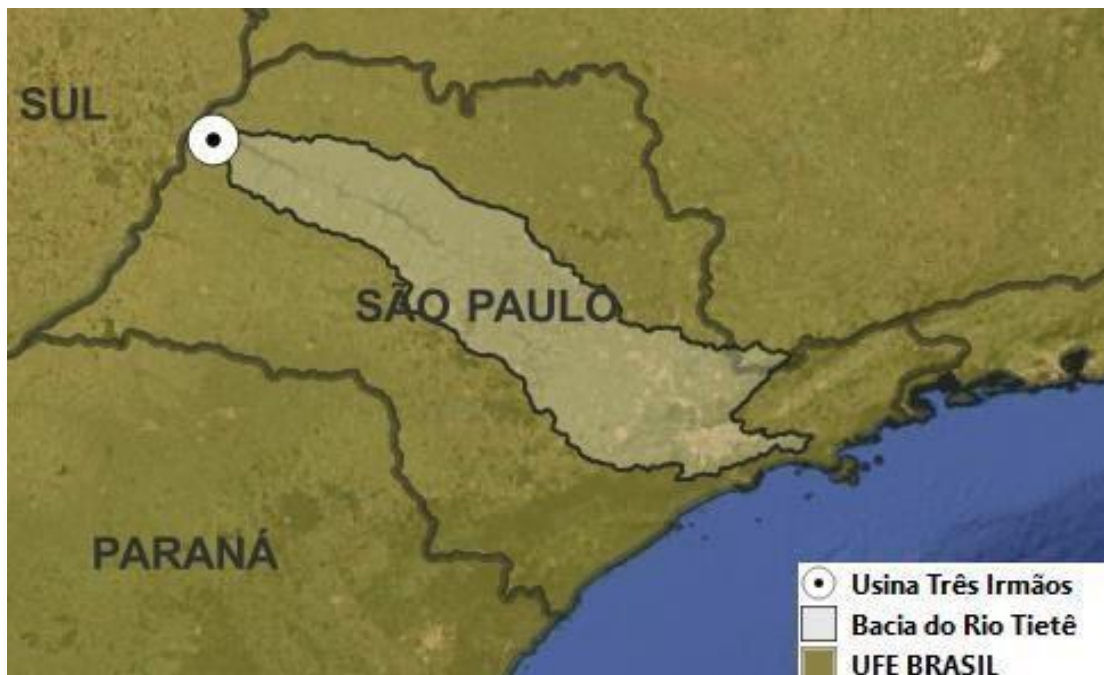 SUL
SÃO PAULO
PARANÁ
Usina Três Irmãos
Bacia do Rio Tietê
UFE BRASIL